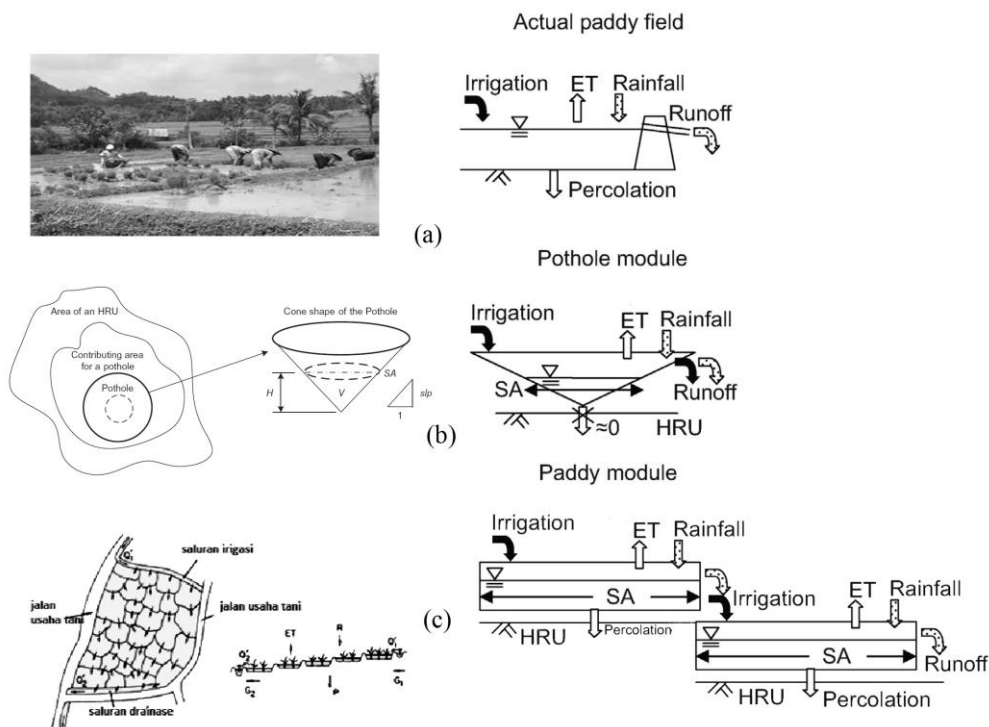 Actual paddy field
Irrigation
ET
Rainfall
Runoff
Percolation
(a)
Pothole module
Area of an HRU
Contributing area
for a pothole
Pothole
Cone shape of the Pothole
SA
H
V
slp
1
Irrigation
ET
Rainfall
SA
Runoff
≈0
HRU
(b)
Paddy module
saluran irigasi
jalan
usaha tani
jalan usaha tani
saluran drainase
ET
R
P
G₂
G₁
Irrigation
ET
Rainfall
SA
HRU
Percolation
(c)
Irrigation
ET
Rainfall
SA
Runoff
HRU
Percolation